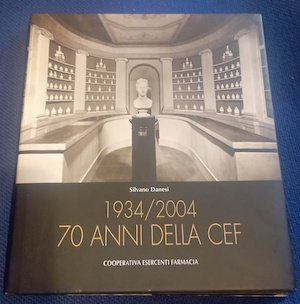 Silvano Danesi
1934/2004
70 ANNI DELLA CEF
COOPERATIVA ESERCENTI FARMACIA